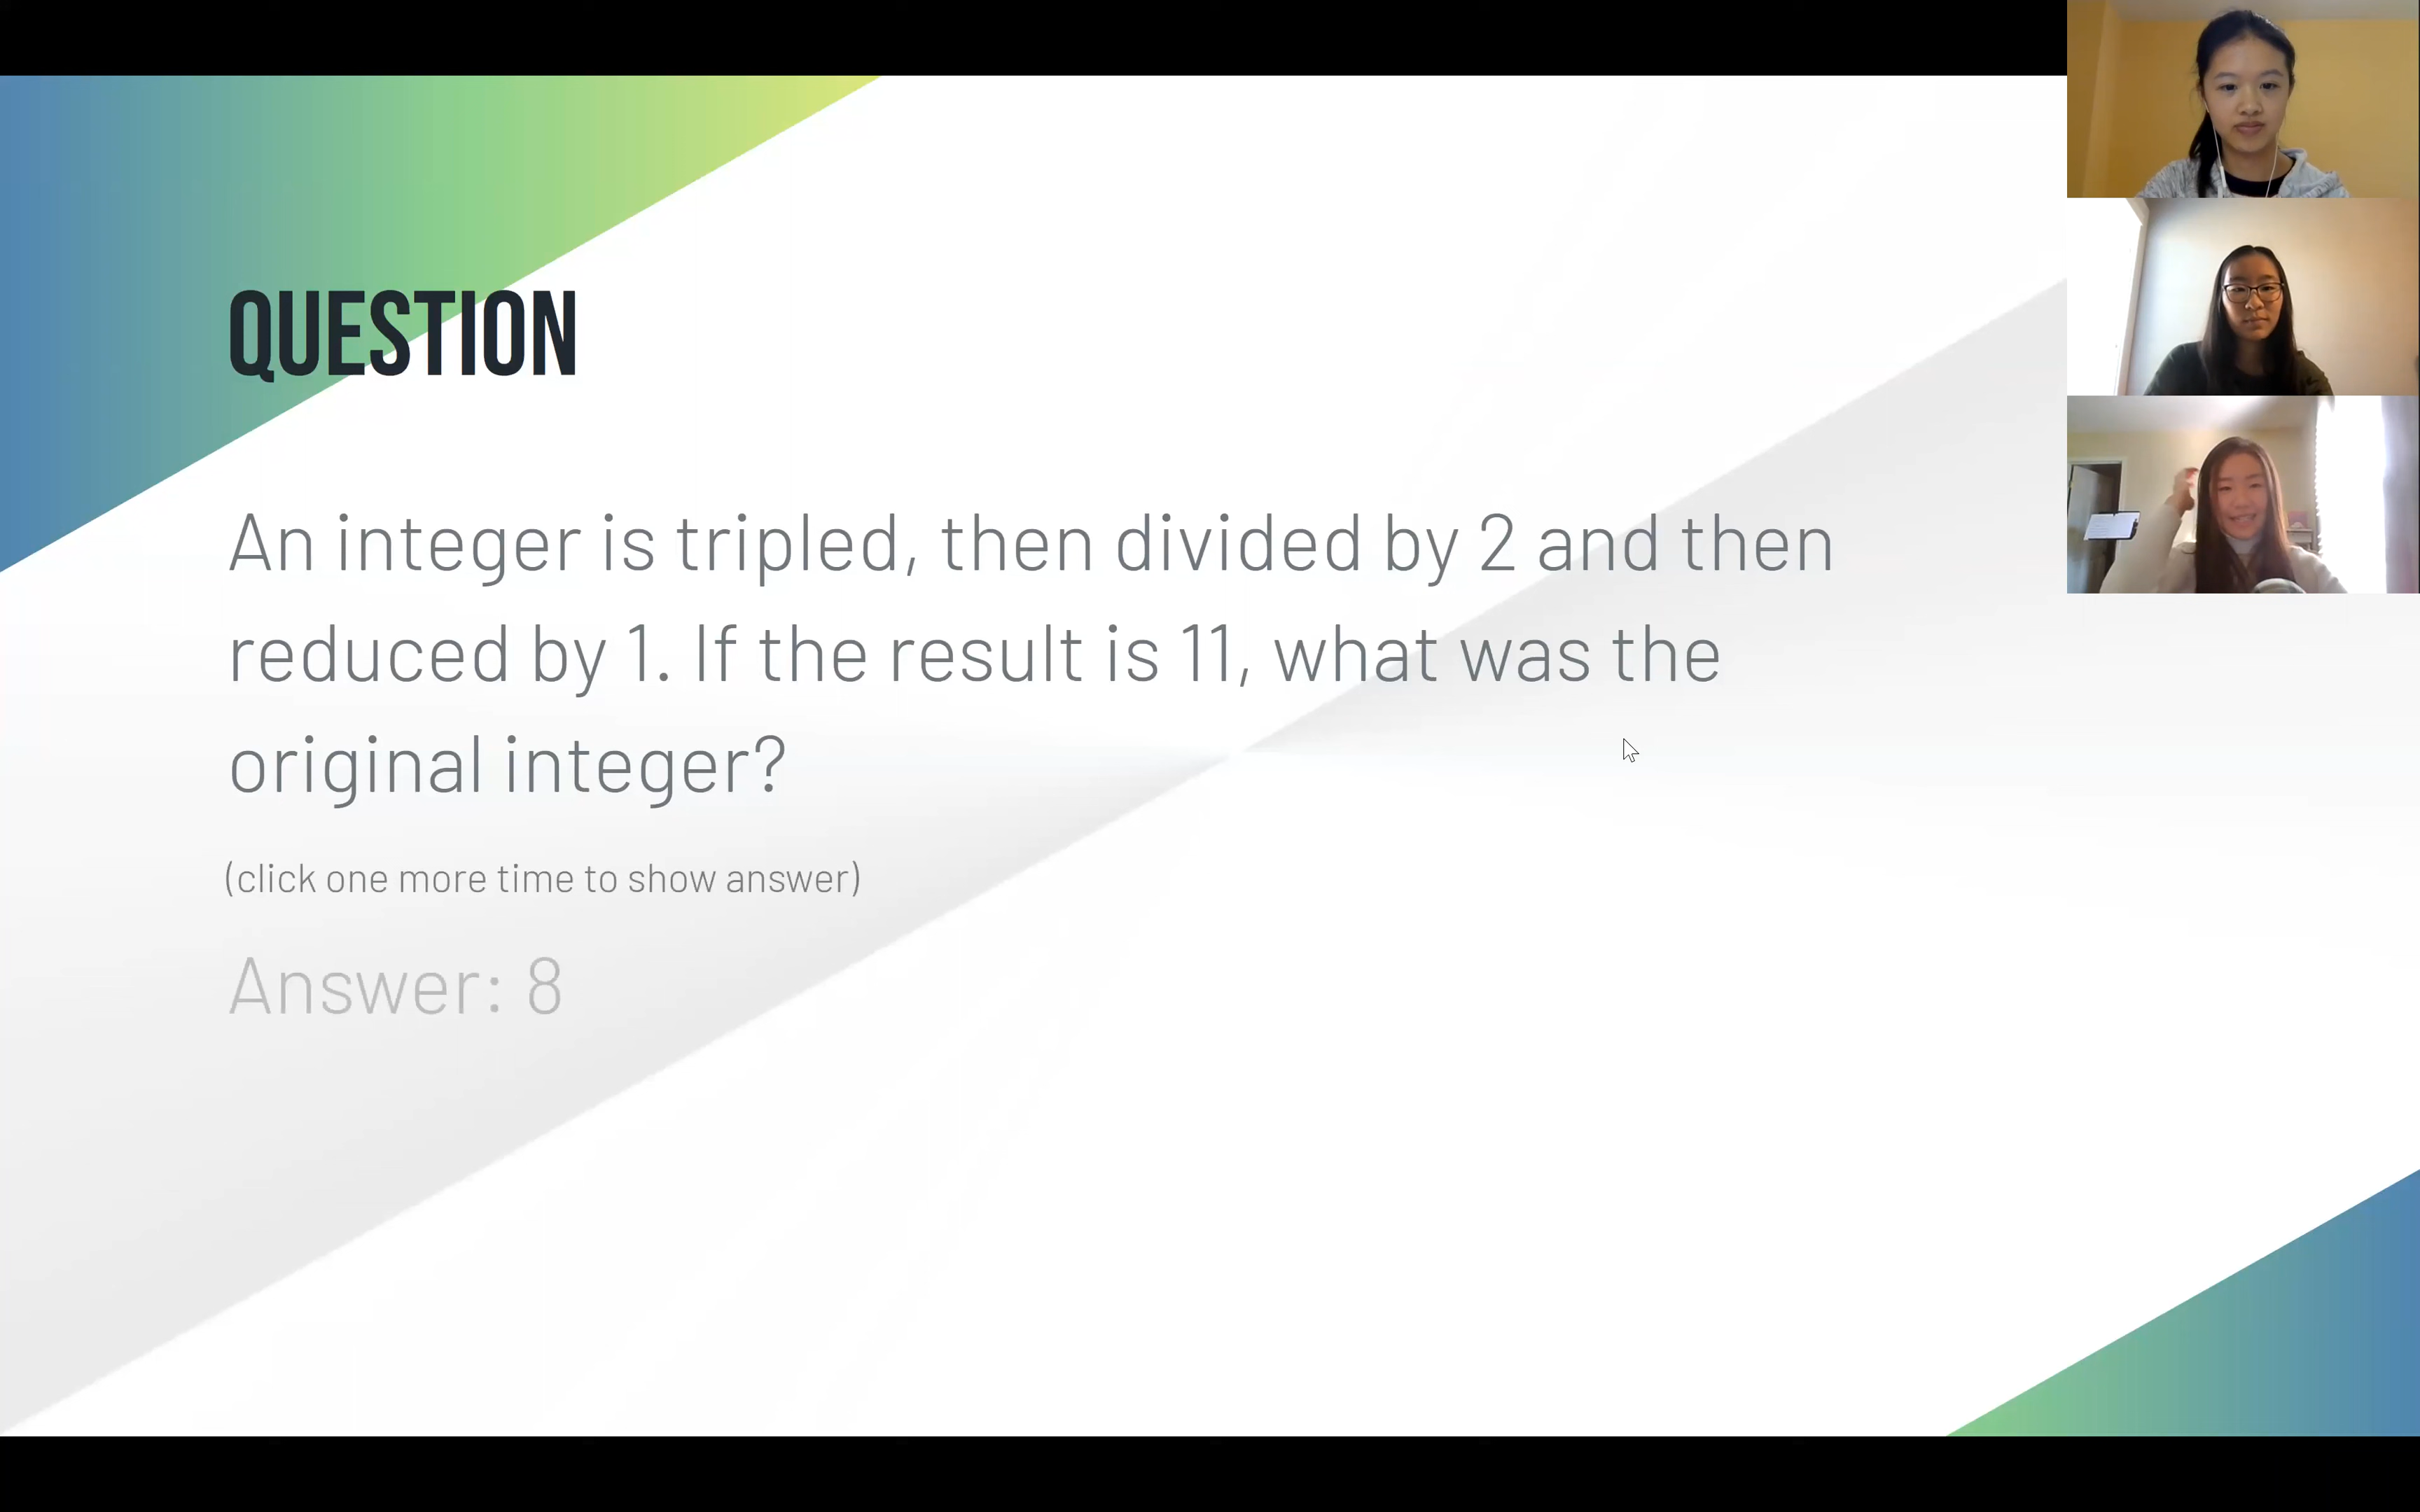 QUESTION
An integer is tripled, then divided by 2 and then
reduced by 1. If the result is 11, what was the
original integer?
(click one more time to show answer)
Answer: 8